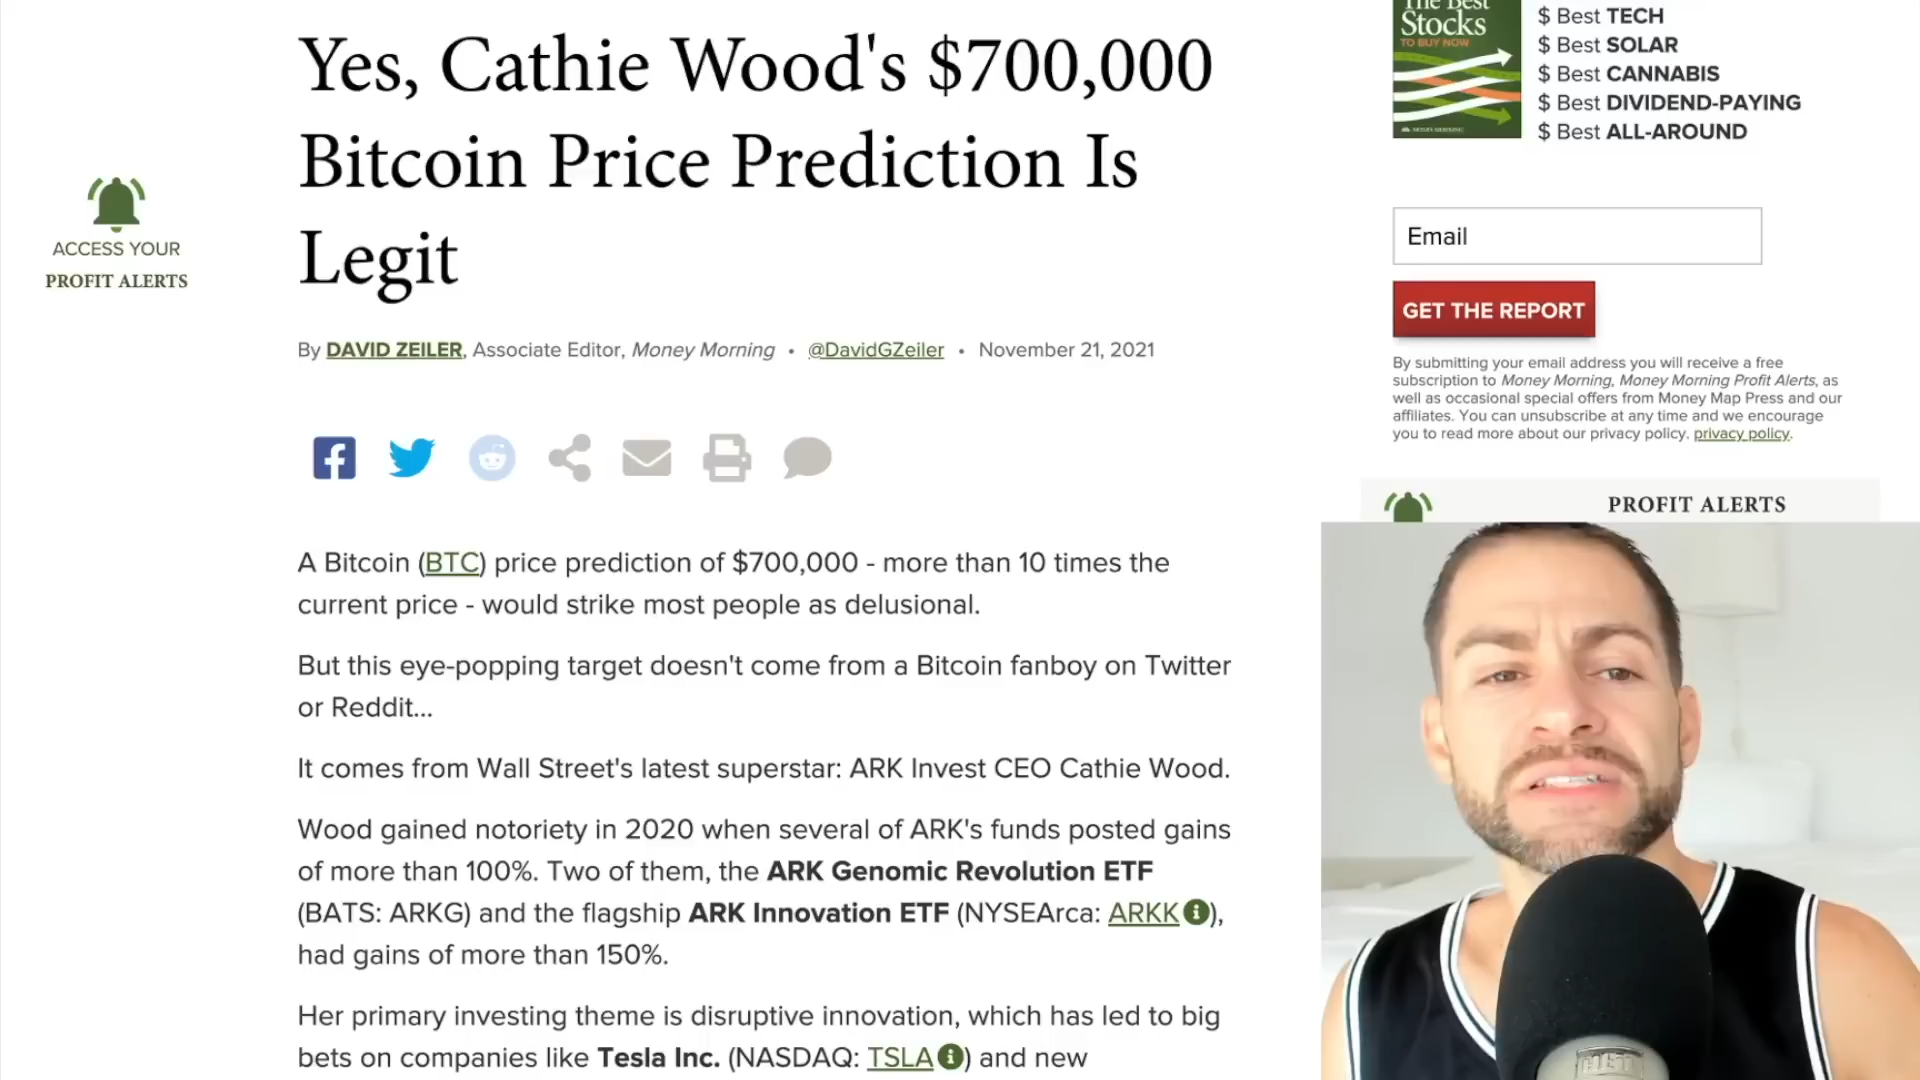 Yes, Cathie Wood's $700,000
Bitcoin Price Prediction Is
Legit
ACCESS YOUR
PROFIT ALERTS
By DAVID ZEILER, Associate Editor, Money Morning • @DavidGZeiler • November 21, 2021
A Bitcoin (BTC) price prediction of $700,000 - more than 10 times the
current price - would strike most people as delusional.
But this eye-popping target doesn't come from a Bitcoin fanboy on Twitter
or Reddit...
It comes from Wall Street's latest superstar: ARK Invest CEO Cathie Wood.
Wood gained notoriety in 2020 when several of ARK's funds posted gains
of more than 100%. Two of them, the ARK Genomic Revolution ETF
(BATS: ARKG) and the flagship ARK Innovation ETF (NYSEArca: ARKK),
had gains of more than 150%.
Her primary investing theme is disruptive innovation, which has led to big
bets on companies like Tesla Inc. (NASDAQ: TSLA) and new
The Best
Stocks
TO BUY NOW
$ Best TECH
$ Best SOLAR
$ Best CANNABIS
$ Best DIVIDEND-PAYING
$ Best ALL-AROUND
Email
GET THE REPORT
By submitting your email address you will receive a free
subscription to Money Morning, Money Morning Profit Alerts, as
well as occasional special offers from Money Map Press and our
affiliates. You can unsubscribe at any time and we encourage
you to read more about our privacy policy. privacy policy.
PROFIT ALERTS